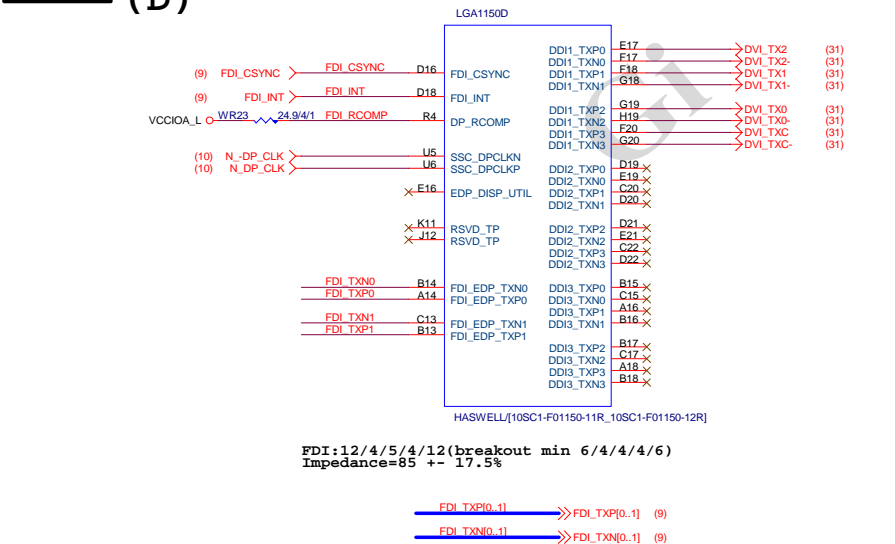 (D)
LGA1150D
(9) FDI_CSYNC FDI_CSYNC D16 FDI_CSYNC
(9) FDI_INT FDI_INT D18 FDI_INT
VCCIOA_L WR23 24.9/4/1 FDI_RCOMP R4 DP_RCOMP
(10) N_-DP_CLK U5 SSC_DPCLKN
(10) N_DP_CLK U6 SSC_DPCLKP
E16 EDP_DISP_UTIL
K11 RSVD_TP
J12 RSVD_TP
FDI_TXN0 B14 FDI_EDP_TXN0
FDI_TXP0 A14 FDI_EDP_TXP0
FDI_TXN1 C13 FDI_EDP_TXN1
FDI_TXP1 B13 FDI_EDP_TXP1
DDI1_TXP0 E17 DVI_TX2 (31)
DDI1_TXN0 F17 DVI_TX2- (31)
DDI1_TXP1 F18 DVI_TX1 (31)
DDI1_TXN1 G18 DVI_TX1- (31)
DDI1_TXP2 G19 DVI_TX0 (31)
DDI1_TXN2 H19 DVI_TX0- (31)
DDI1_TXP3 F20 DVI_TXC (31)
DDI1_TXN3 G20 DVI_TXC- (31)
DDI2_TXP0 D19
DDI2_TXN0 E19
DDI2_TXP1 C20
DDI2_TXN1 D20
DDI2_TXP2 D21
DDI2_TXN2 E21
DDI2_TXP3 C22
DDI2_TXN3 D22
DDI3_TXP0 B15
DDI3_TXN0 C15
DDI3_TXP1 A16
DDI3_TXN1 B16
DDI3_TXP2 B17
DDI3_TXN2 C17
DDI3_TXP3 A18
DDI3_TXN3 B18
Gi
HASWELL/[10SC1-F01150-11R_10SC1-F01150-12R]
FDI:12/4/5/4/12(breakout min 6/4/4/4/6)
Impedance=85 +- 17.5%
FDI_TXP[0..1] FDI_TXP[0..1] (9)
FDI_TXN[0..1] FDI_TXN[0..1] (9)